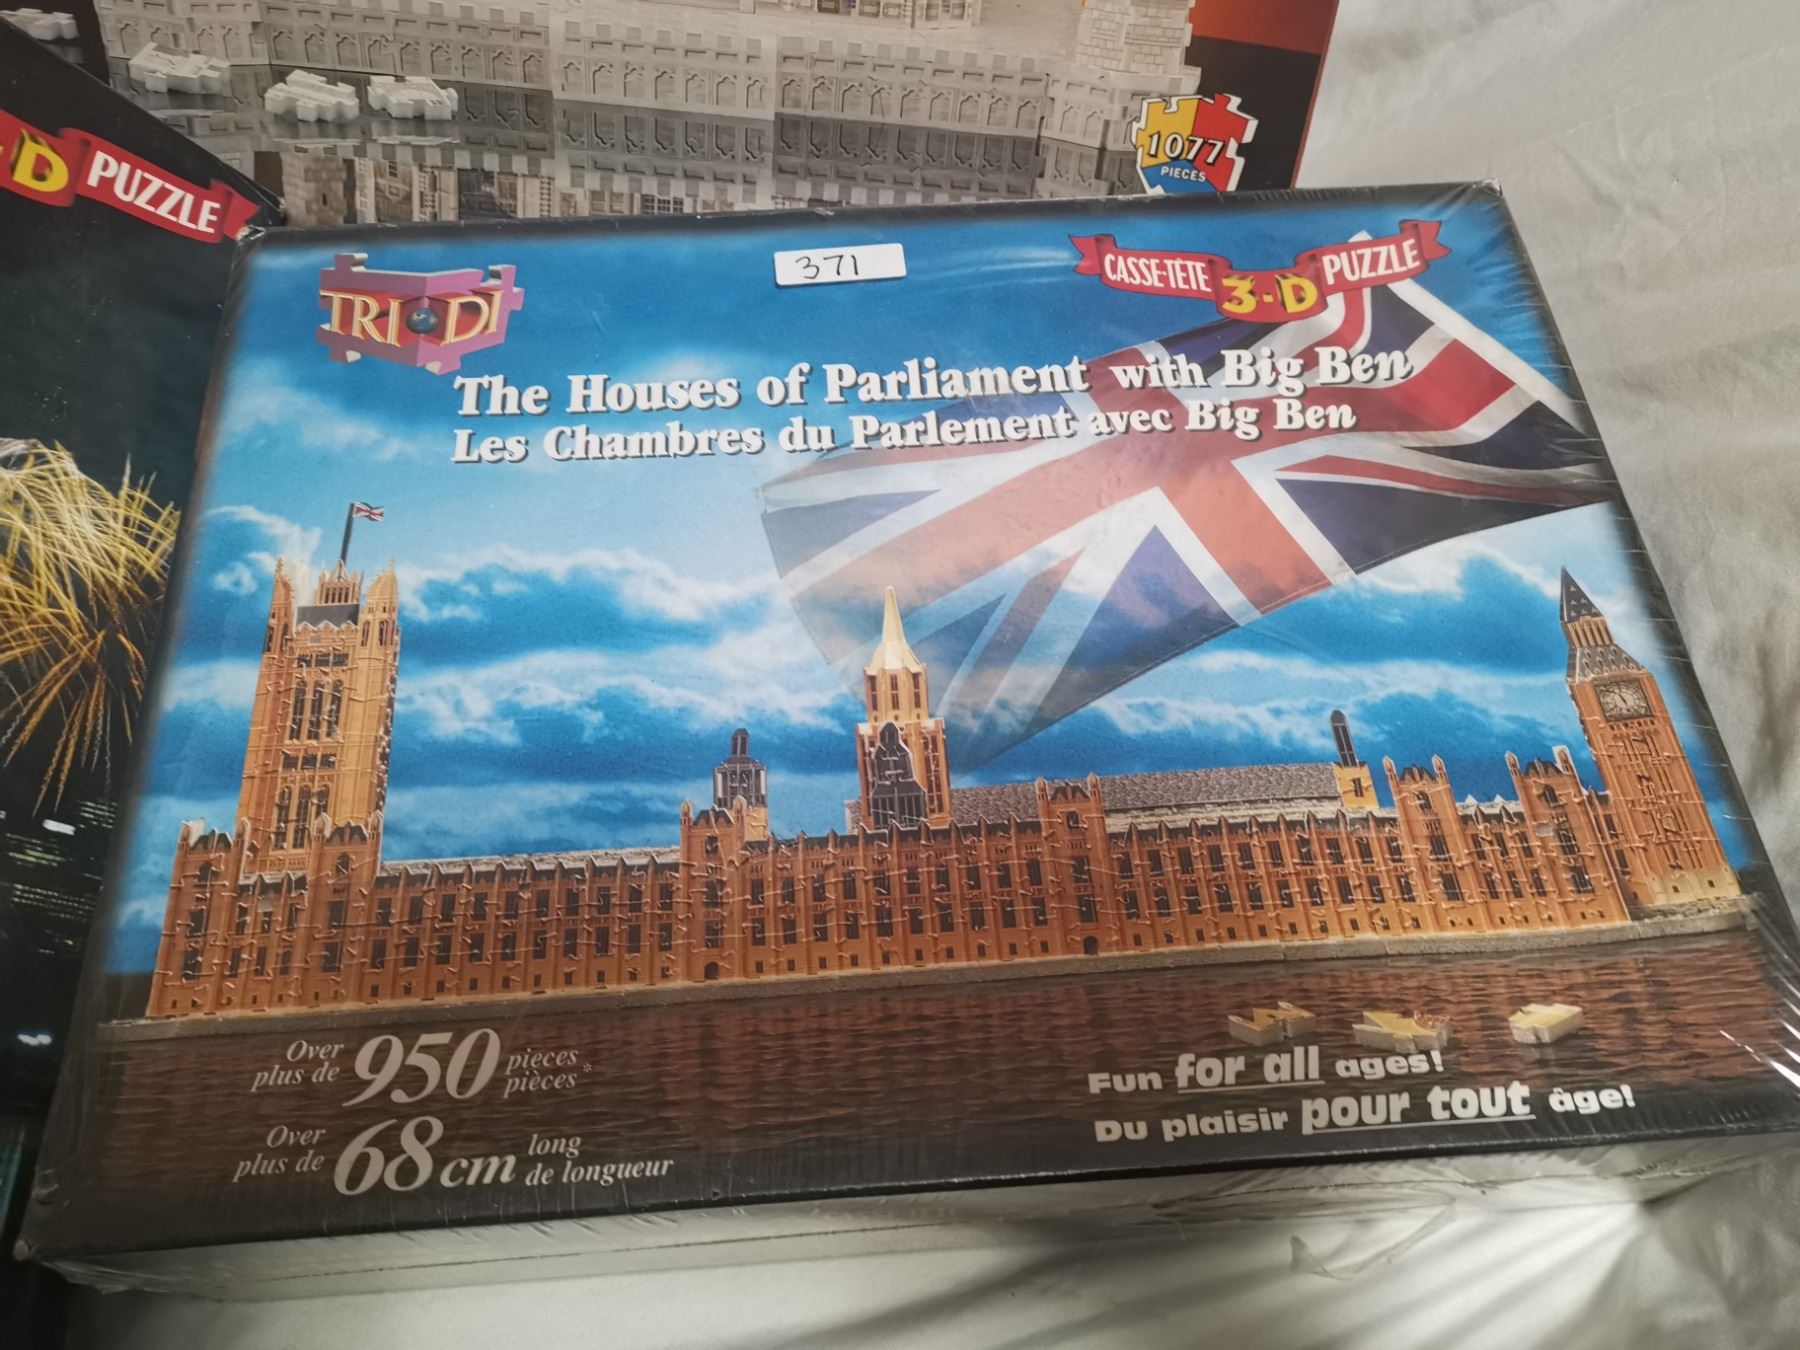 1077
PIECES
-D PUZZLE
TRI DI
371
CASSE-TÊTE 3-D PUZZLE
The Houses of Parliament with Big Ben
Les Chambres du Parlement avec Big Ben
Over
plus de
950
pieces
pièces*
Over
plus de
68 cm
long
de longueur
Fun for all ages!
Du plaisir pour tout âge!